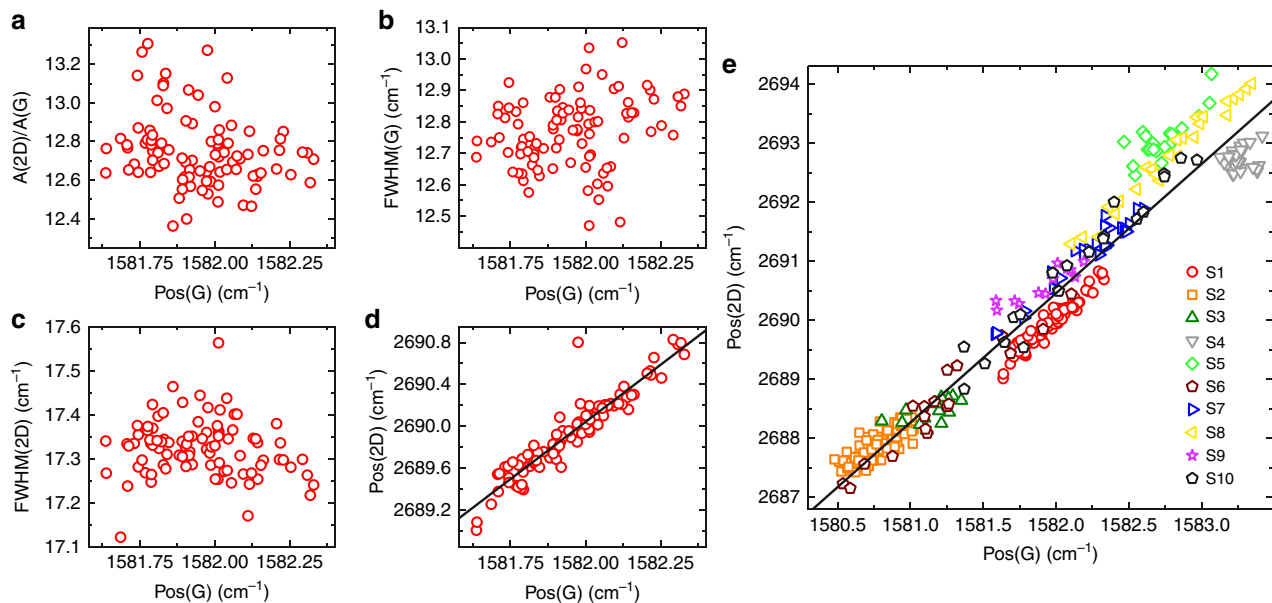 a
13.2
13.0
12.8
12.6
12.4
A(2D)/A(G)
1581.75 1582.00 1582.25
Pos(G) (cm⁻¹)
b
13.1
13.0
12.9
12.8
12.7
12.6
12.5
FWHM(G) (cm⁻¹)
1581.75 1582.00 1582.25
Pos(G) (cm⁻¹)
c
17.6
17.5
17.4
17.3
17.2
17.1
FWHM(2D) (cm⁻¹)
1581.75 1582.00 1582.25
Pos(G) (cm⁻¹)
d
2690.8
2690.4
2690.0
2689.6
2689.2
Pos(2D) (cm⁻¹)
1581.75 1582.00 1582.25
Pos(G) (cm⁻¹)
e
2694
2693
2692
2691
2690
2689
2688
2687
Pos(2D) (cm⁻¹)
S1
S2
S3
S4
S5
S6
S7
S8
S9
S10
1580.5 1581.0 1581.5 1582.0 1582.5 1583.0
Pos(G) (cm⁻¹)